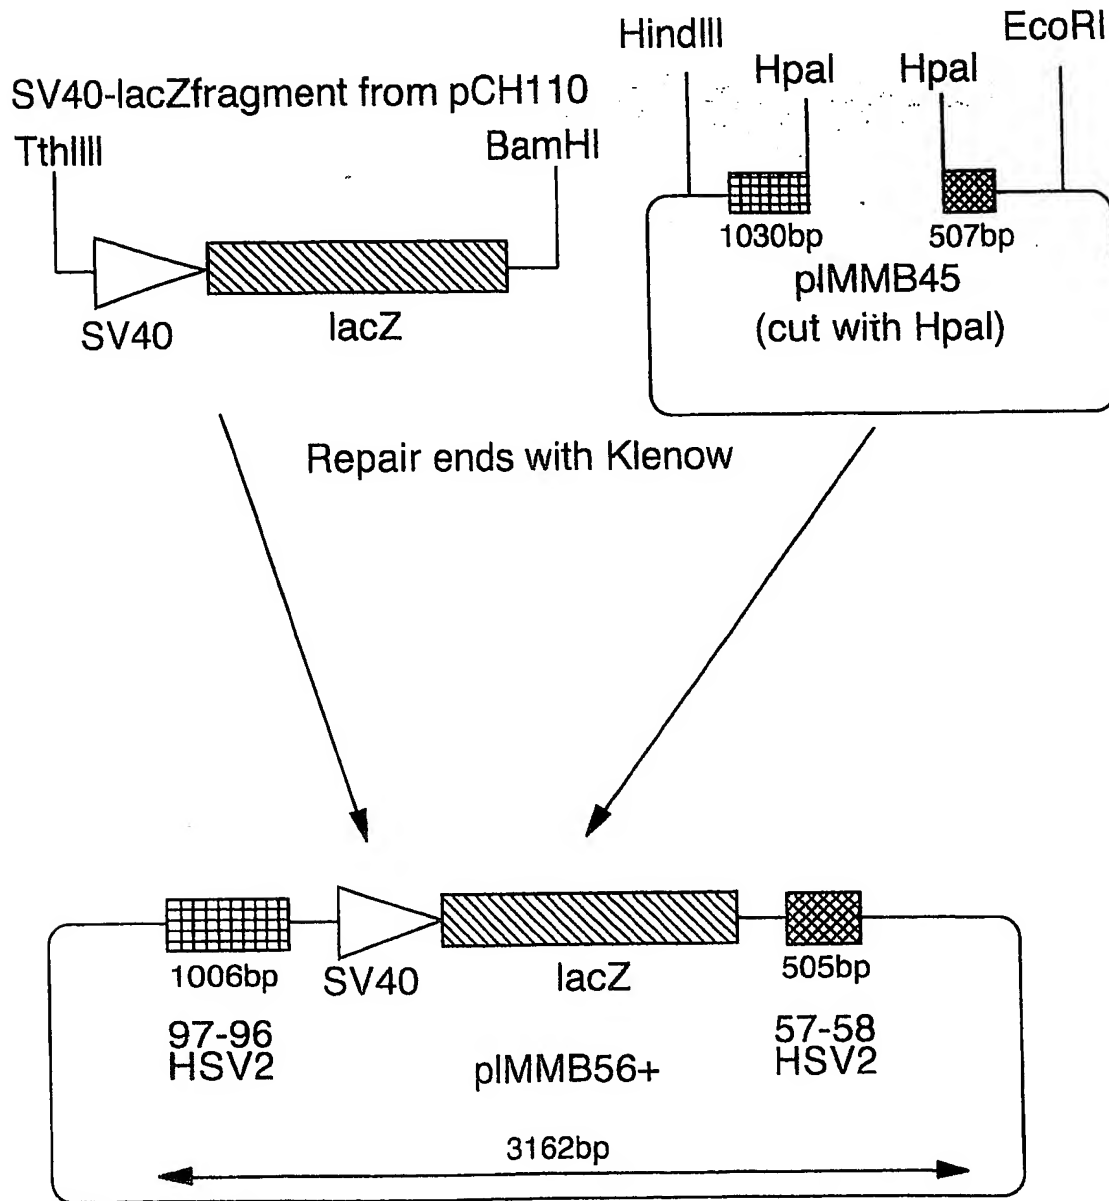 SV40-lacZfragment from pCH110
TthIIII
BamHI
SV40
lacZ
HindIII
HpaI
HpaI
EcoRI
1030bp
507bp
pIMMB45
(cut with HpaI)
Repair ends with Klenow
1006bp
SV40
lacZ
505bp
97-96
HSV2
pIMMB56+
57-58
HSV2
3162bp